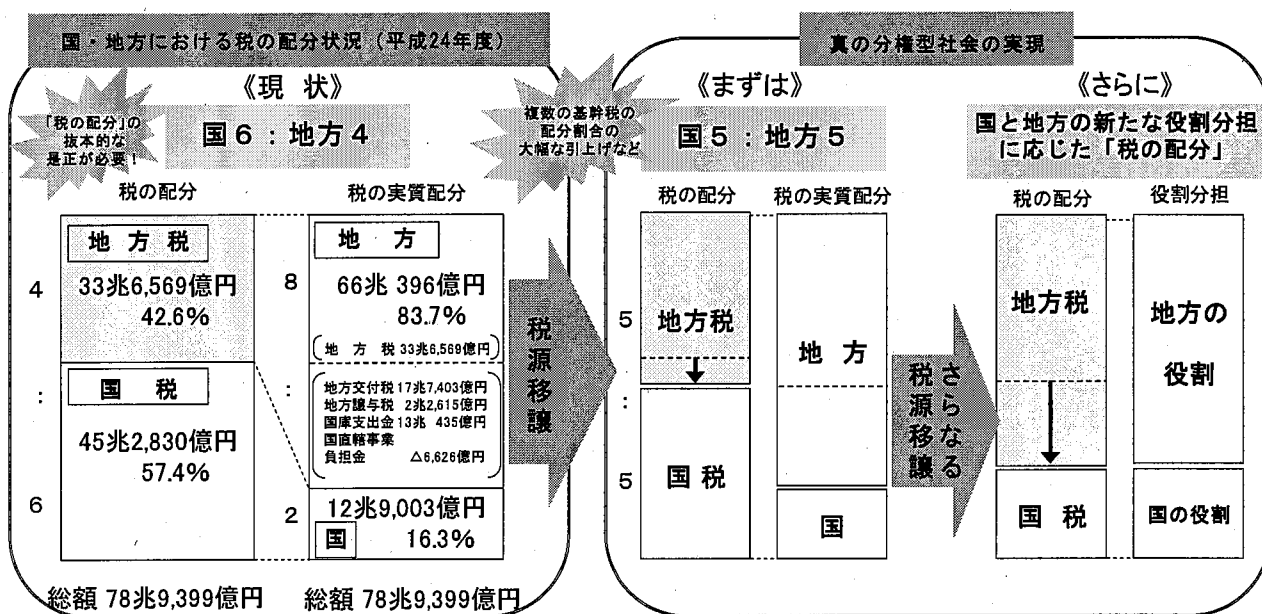 国・地方における税の配分状況（平成24年度）
《現 状》
「税の配分」の
抜本的な
是正が必要！
国６：地方４
税の配分
税の実質配分
4
:
6
地 方 税
33兆6,569億円
42.6%
国 税
45兆2,830億円
57.4%
8
:
2
地 方
66兆 396億円
83.7%
地 方 税 33兆6,569億円
地方交付税 17兆7,403億円
地方譲与税 2兆2,615億円
国庫支出金 13兆 435億円
国直轄事業
負担金 △6,626億円
12兆9,003億円
国
16.3%
総額 78兆9,399億円
総額 78兆9,399億円
税源移譲
真の分権型社会の実現
複数の基幹税の
配分割合の
大幅な引上げなど
《まずは》
国５：地方５
税の配分
税の実質配分
5
:
5
地方税
国 税
地 方
国
さらなる
税源移譲
《さらに》
国と地方の新たな役割分担
に応じた「税の配分」
税の配分
役割分担
地方税
国 税
地方の
役割
国の役割